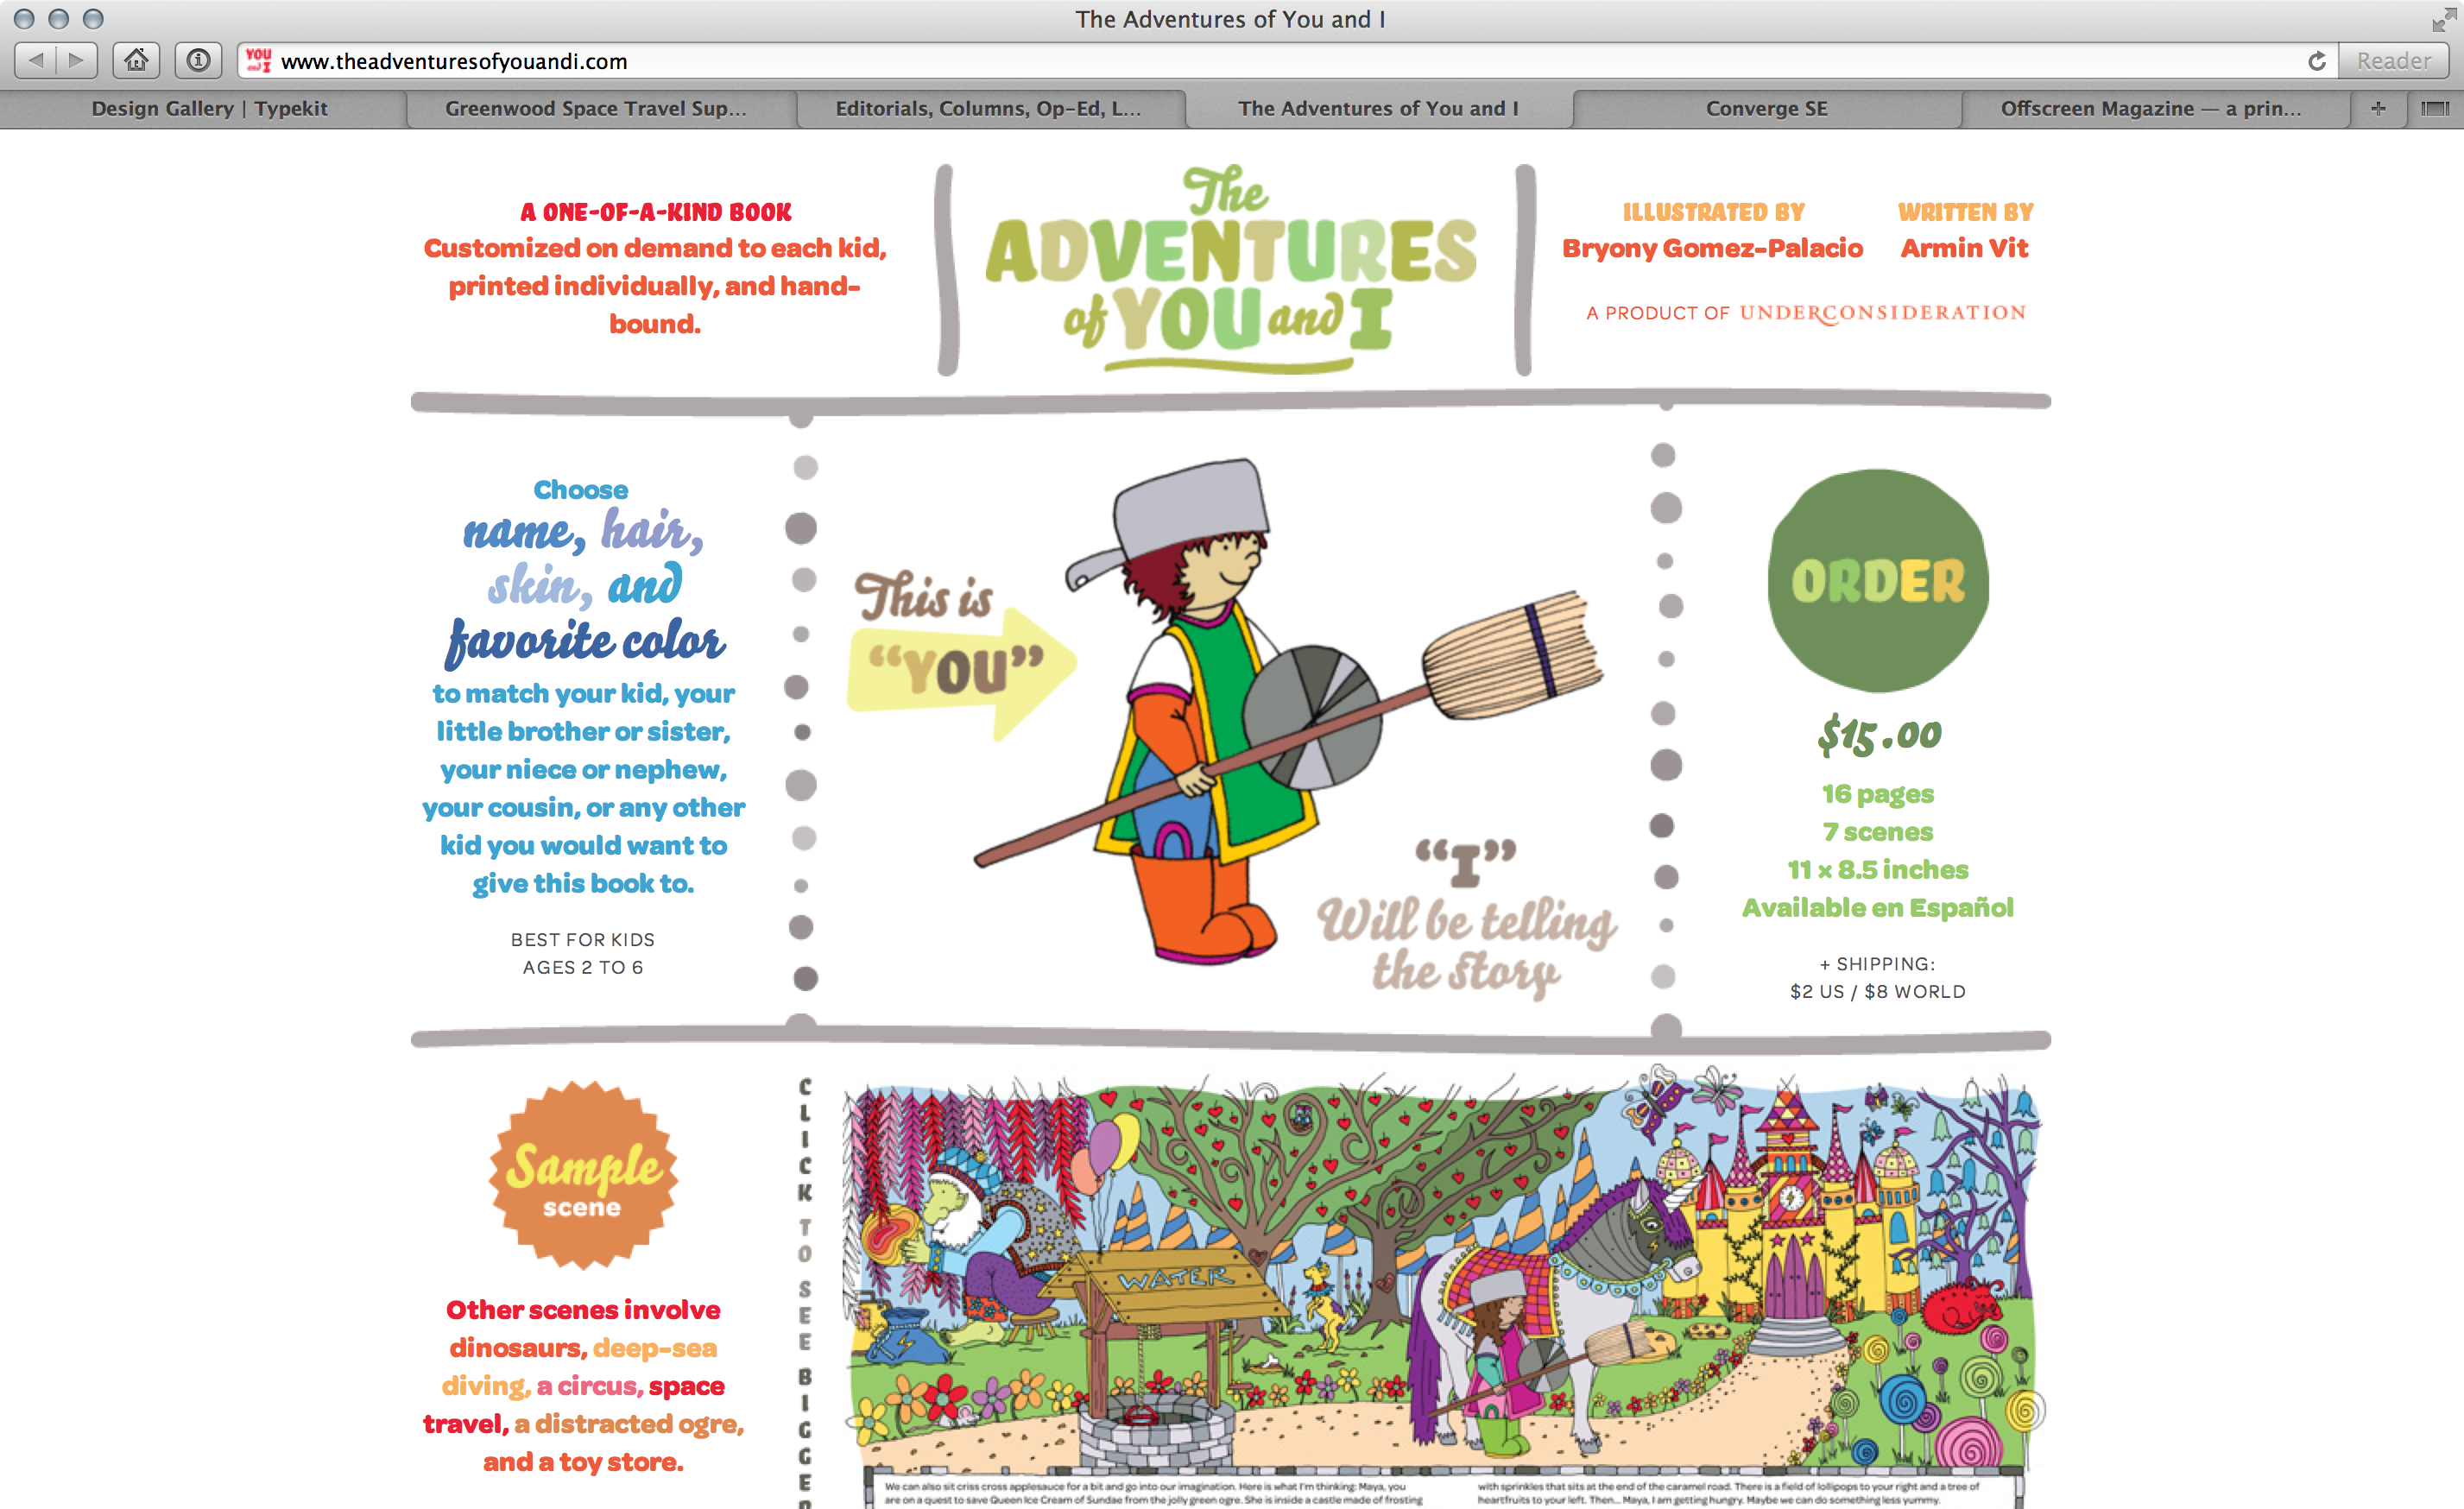 The Adventures of You and I
YOU and I
www.theadventuresofyouandi.com
Reader
Design Gallery | Typekit
Greenwood Space Travel Sup...
Editorials, Columns, Op-Ed, L...
The Adventures of You and I
Converge SE
Offscreen Magazine — a prin...
A ONE-OF-A-KIND BOOK
Customized on demand to each kid,
printed individually, and hand-
bound.
The
ADVENTURES
of YOU and I
ILLUSTRATED BY
Bryony Gomez-Palacio
WRITTEN BY
Armin Vit
A PRODUCT OF UNDERCONSIDERATION
Choose
name, hair,
skin, and
favorite color
to match your kid, your
little brother or sister,
your niece or nephew,
your cousin, or any other
kid you would want to
give this book to.
BEST FOR KIDS
AGES 2 TO 6
This is
“YOU”
“I”
Will be telling
the story
ORDER
$15.00
16 pages
7 scenes
11 × 8.5 inches
Available en Español
+ SHIPPING:
$2 US / $8 WORLD
Sample
scene
Other scenes involve
dinosaurs, deep-sea
diving, a circus, space
travel, a distracted ogre,
and a toy store.
CLICK TO SEE BIGGER
WATER
We can also sit criss cross applesauce for a bit and go into our imagination. Here is what I'm thinking: Maya, you
are on a quest to save Queen Ice Cream of Sundae from the jolly green ogre. She is inside a castle made of frosting
with sprinkles that sits at the end of the caramel road. There is a field of lollipops to your right and a tree of
heartfruits to your left. Then... Maya, I am getting hungry. Maybe we can do something less yummy.